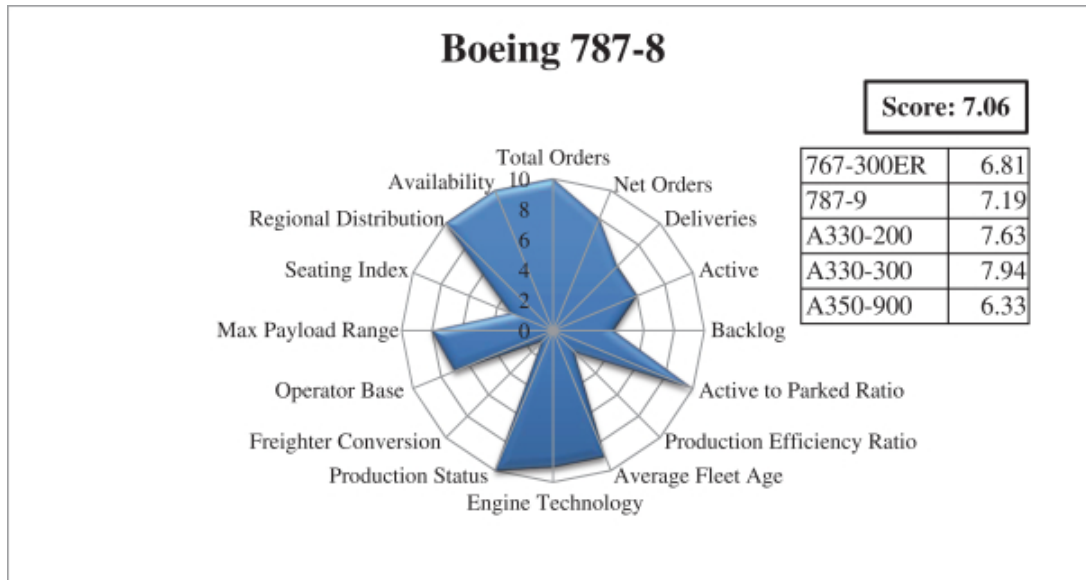 Boeing 787-8
Score: 7.06
767-300ER 6.81
787-9 7.19
A330-200 7.63
A330-300 7.94
A350-900 6.33
Total Orders
Net Orders
Deliveries
Active
Backlog
Active to Parked Ratio
Production Efficiency Ratio
Average Fleet Age
Engine Technology
Production Status
Freighter Conversion
Operator Base
Max Payload Range
Seating Index
Regional Distribution
Availability
10
8
6
4
2
0